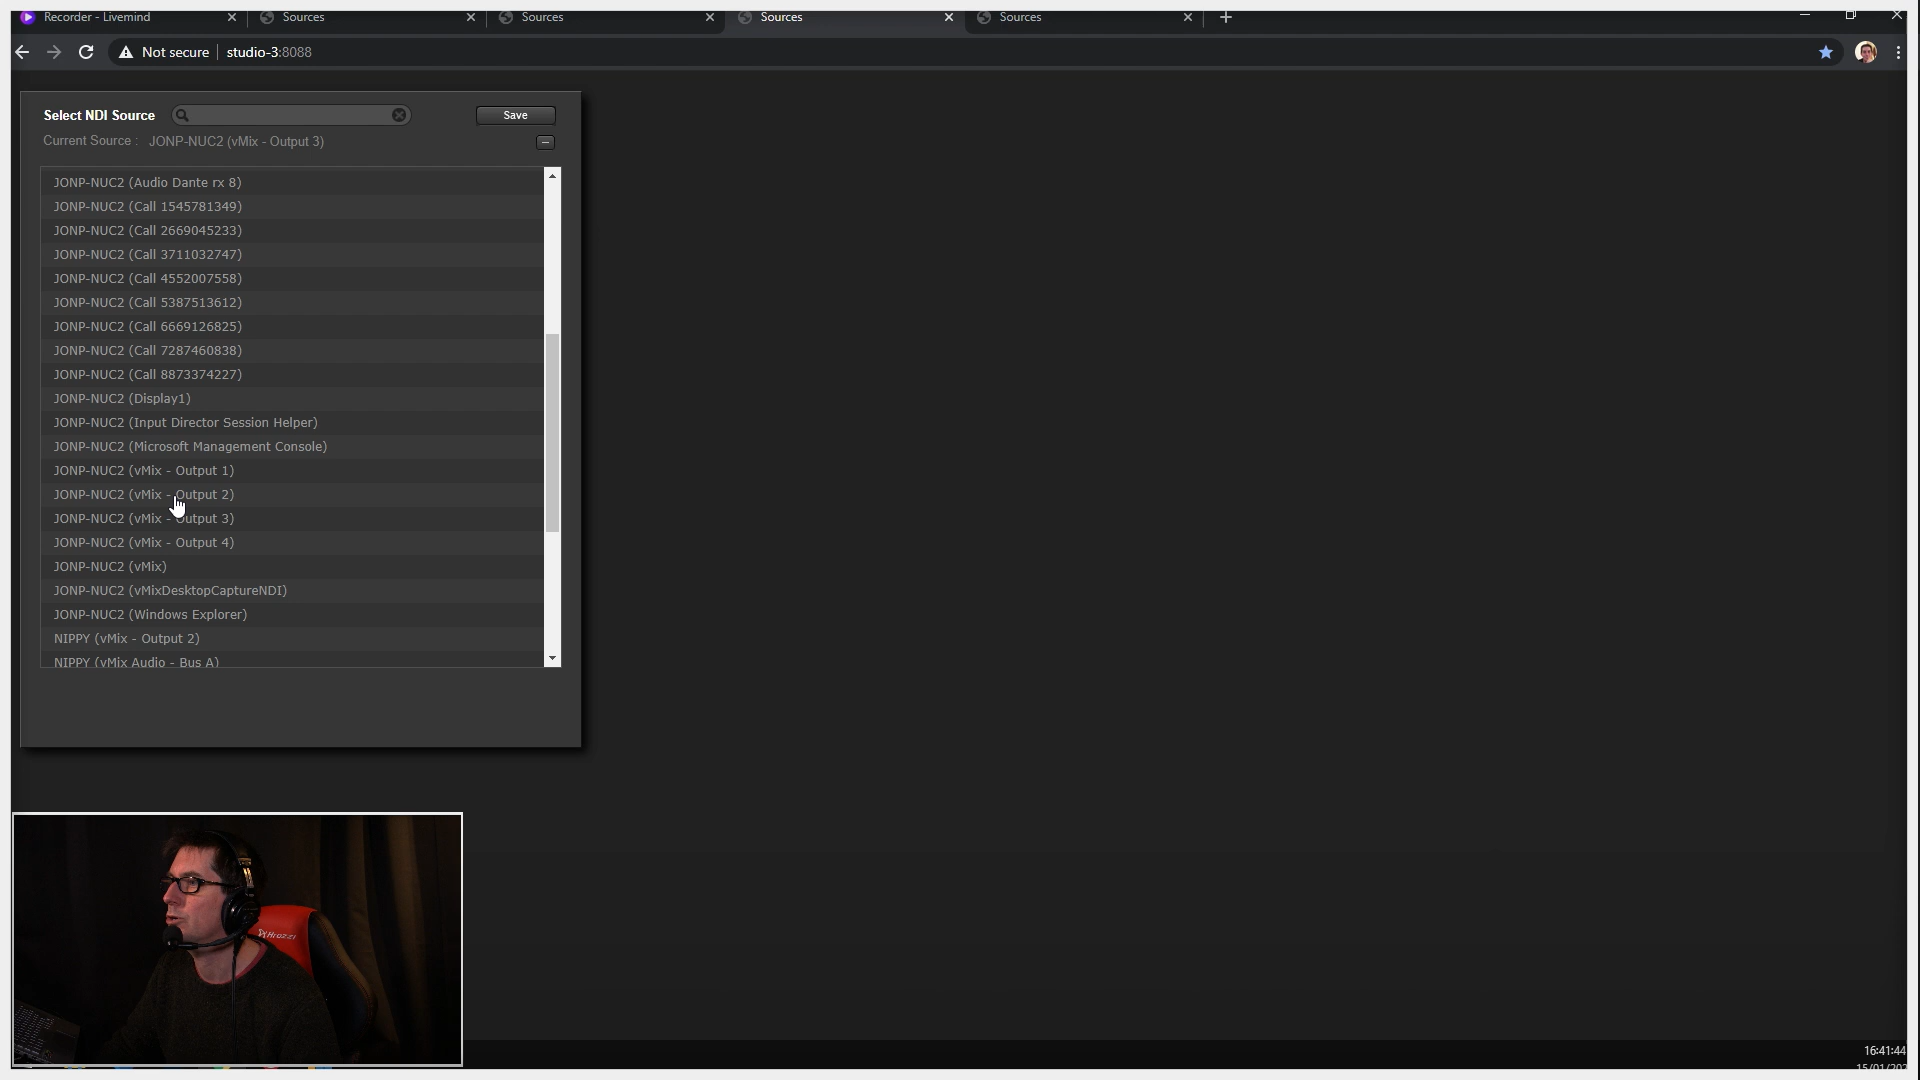 Recorder - Livemind
Sources
Sources
Sources
Sources
Not secure
studio-3:8088
Select NDI Source
Save
Current Source : JONP-NUC2 (vMix - Output 3)
JONP-NUC2 (Audio Dante rx 8)
JONP-NUC2 (Call 1545781349)
JONP-NUC2 (Call 2669045233)
JONP-NUC2 (Call 3711032747)
JONP-NUC2 (Call 4552007558)
JONP-NUC2 (Call 5387513612)
JONP-NUC2 (Call 6669126825)
JONP-NUC2 (Call 7287460838)
JONP-NUC2 (Call 8873374227)
JONP-NUC2 (Display1)
JONP-NUC2 (Input Director Session Helper)
JONP-NUC2 (Microsoft Management Console)
JONP-NUC2 (vMix - Output 1)
JONP-NUC2 (vMix - Output 2)
JONP-NUC2 (vMix - Output 3)
JONP-NUC2 (vMix - Output 4)
JONP-NUC2 (vMix)
JONP-NUC2 (vMixDesktopCaptureNDI)
JONP-NUC2 (Windows Explorer)
NIPPY (vMix - Output 2)
NIPPY (vMix Audio - Bus A)
Hrozzi
16:41:44
15/01/202